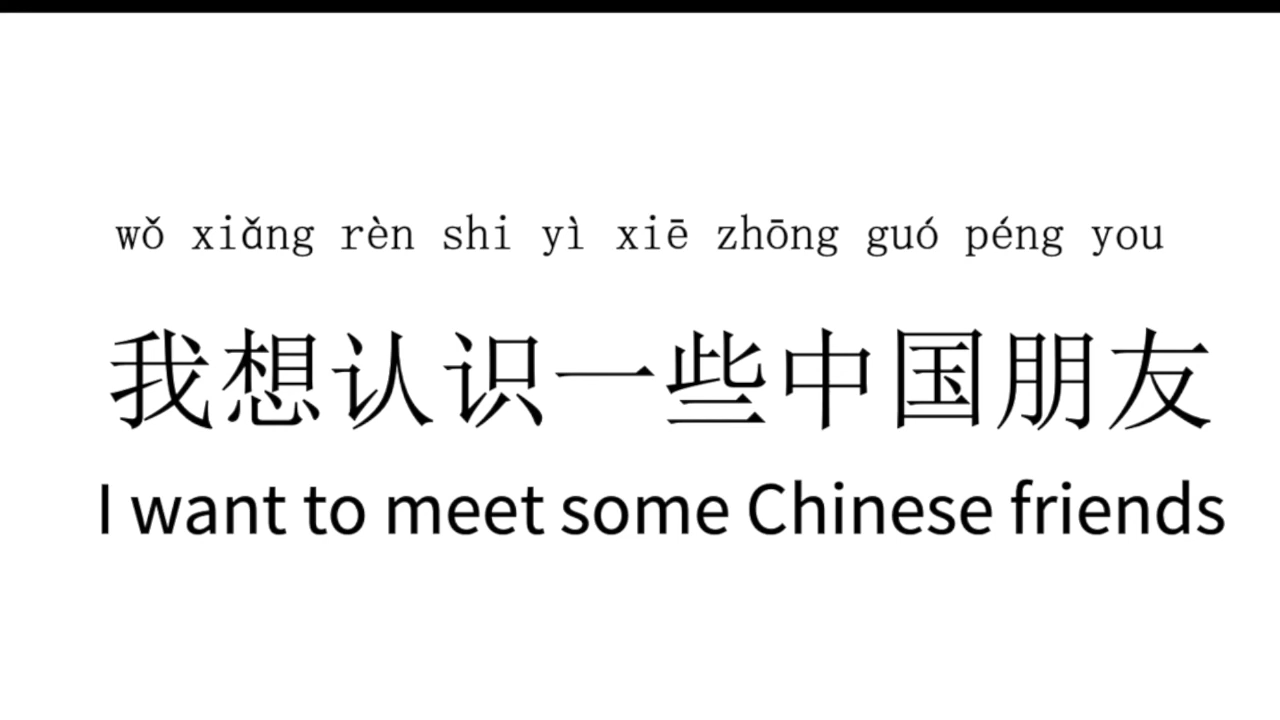 wǒ xiǎng rèn shi yì xiē zhōng guó péng you
我想认识一些中国朋友
I want to meet some Chinese friends